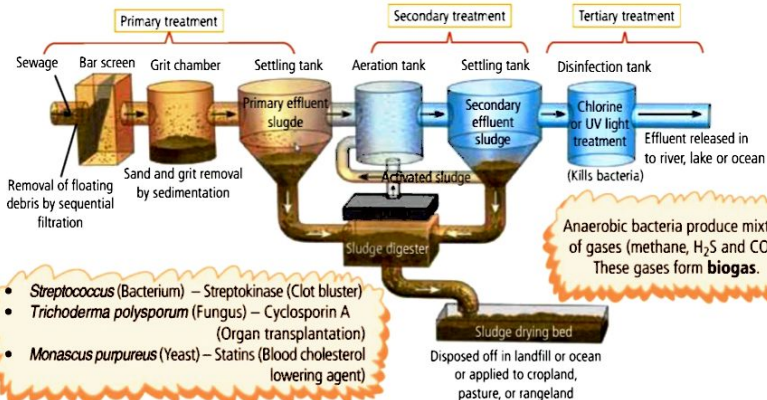 Primary treatment
Secondary treatment
Tertiary treatment
Sewage
Bar screen
Grit chamber
Settling tank
Aeration tank
Settling tank
Disinfection tank
Primary effluent
slugde
Secondary
effluent
sludge
Chlorine
or UV light
treatment
(Kills bacteria)
Effluent released in
to river, lake or ocean
Removal of floating
debris by sequential
filtration
Sand and grit removal
by sedimentation
Activated sludge
Sludge digester
Anaerobic bacteria produce mixt
of gases (methane, H₂S and CO
These gases form biogas.
• Streptococcus (Bacterium) – Streptokinase (Clot bluster)
• Trichoderma polysporum (Fungus) – Cyclosporin A
(Organ transplantation)
• Monascus purpureus (Yeast) – Statins (Blood cholesterol
lowering agent)
Sludge drying bed
Disposed off in landfill or ocean
or applied to cropland,
pasture, or rangeland